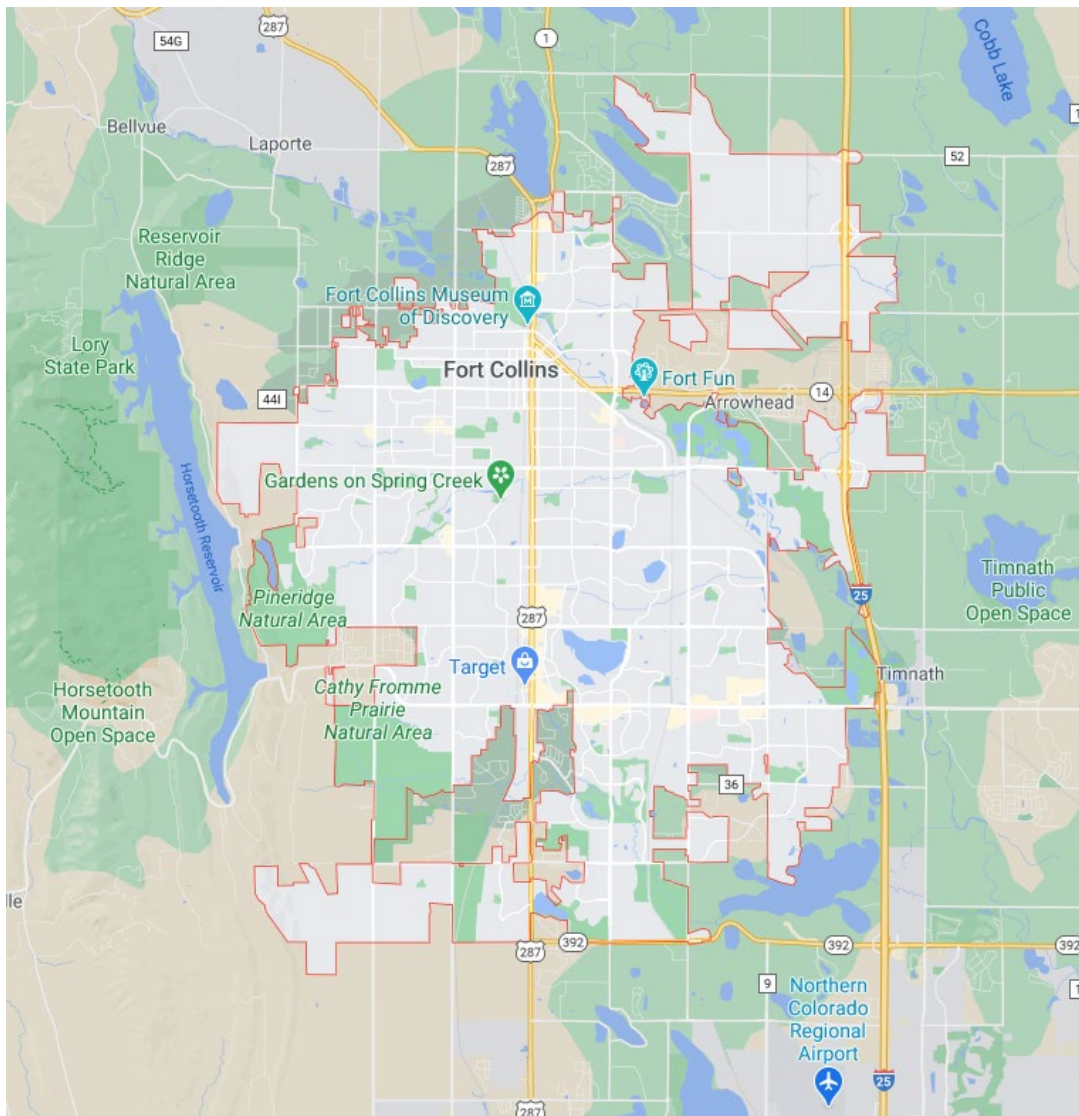 287
54G
1
Cobb Lake
1
Bellvue
Laporte
287
52
Reservoir
Ridge
Natural Area
Fort Collins Museum
of Discovery
Lory
State Park
Fort Collins
Fort Fun
14
44I
Arrowhead
Horsetooth Reservoir
Gardens on Spring Creek
25
Timnath
Public
Open Space
Pineridge
Natural Area
287
Target
Timnath
Cathy Fromme
Prairie
Natural Area
Horsetooth
Mountain
Open Space
36
lle
287
392
392
392
9
1
Northern
Colorado
Regional
Airport
25
287